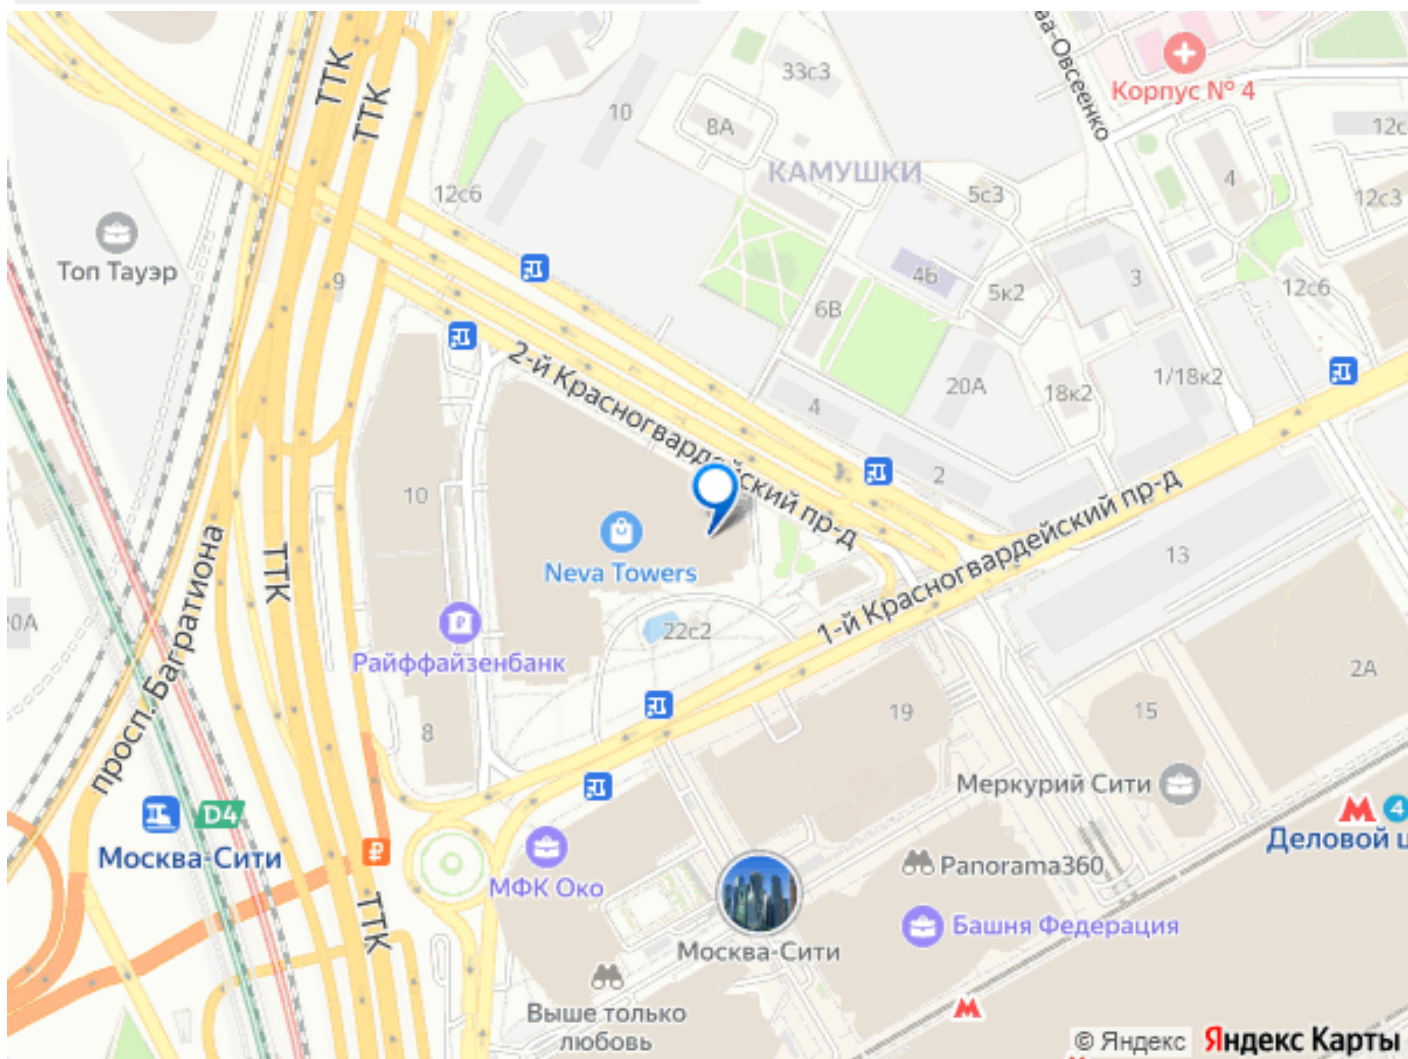 ТТК
ТТК
33с3
10
8А
КАМУШКИ
аа-Овсеенко
Корпус № 4
12с
4
12с3
5с3
12с6
Топ Тауэр
9
4Б
5к2
3
12с6
6В
2-й Красногвардейский пр-д
20А
18к2
1/18к2
4
2
10
1-й Красногвардейский пр-д
13
Neva Towers
ТТК
просп. Багратиона
20А
22с2
Райффайзенбанк
2А
19
15
8
Меркурий Сити
D4
4
Москва-Сити
Деловой ц
МФК Око
Panorama360
Башня Федерация
ТТК
Москва-Сити
Выше только
любовь
© Яндекс Яндекс Карты